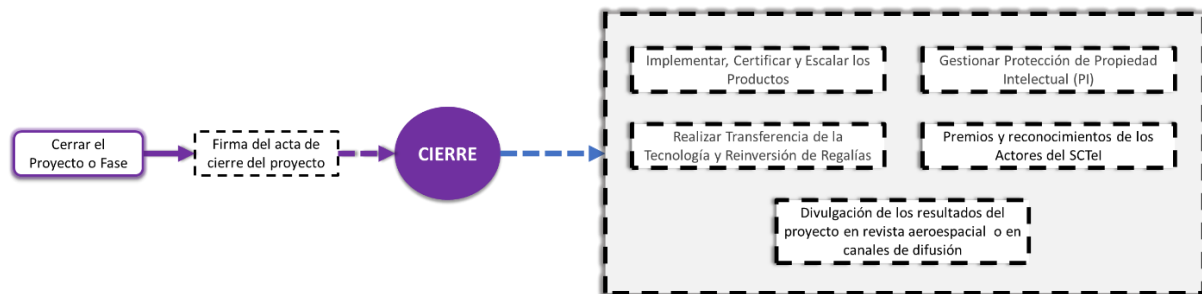 Cerrar el
Proyecto o Fase
Firma del acta de
cierre del proyecto
CIERRE
Implementar, Certificar y Escalar los
Productos
Gestionar Protección de Propiedad
Intelectual (PI)
Realizar Transferencia de la
Tecnología y Reinversión de Regalías
Premios y reconocimientos de los
Actores del SCTeI
Divulgación de los resultados del
proyecto en revista aeroespacial o en
canales de difusión